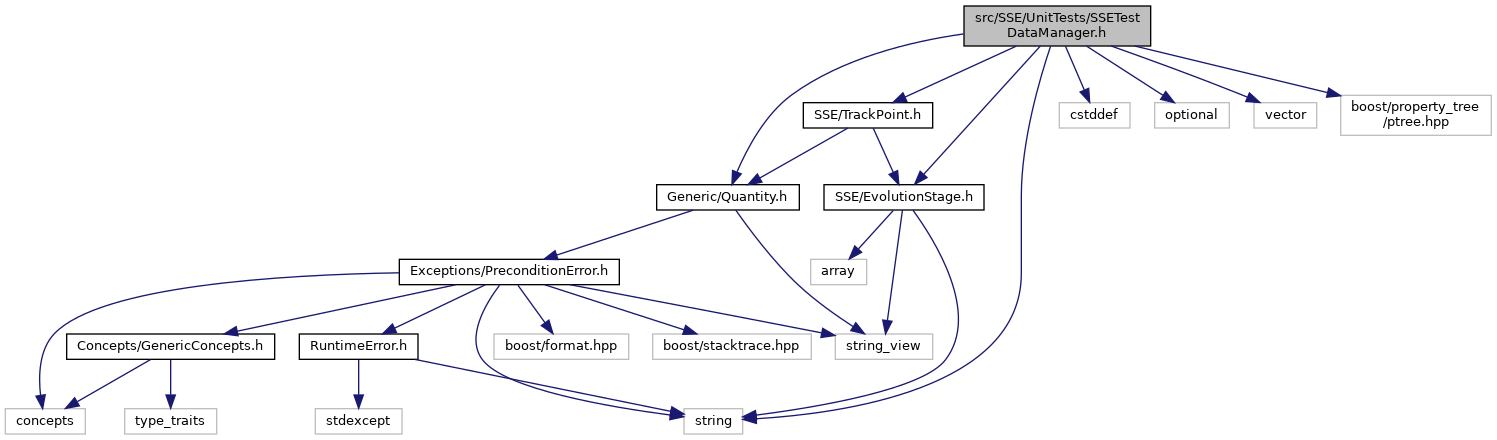 src/SSE/UnitTests/SSETest
DataManager.h
SSE/TrackPoint.h
cstddef
optional
vector
boost/property_tree
/ptree.hpp
Generic/Quantity.h
SSE/EvolutionStage.h
Exceptions/PreconditionError.h
array
Concepts/GenericConcepts.h
RuntimeError.h
boost/format.hpp
boost/stacktrace.hpp
string_view
concepts
type_traits
stdexcept
string